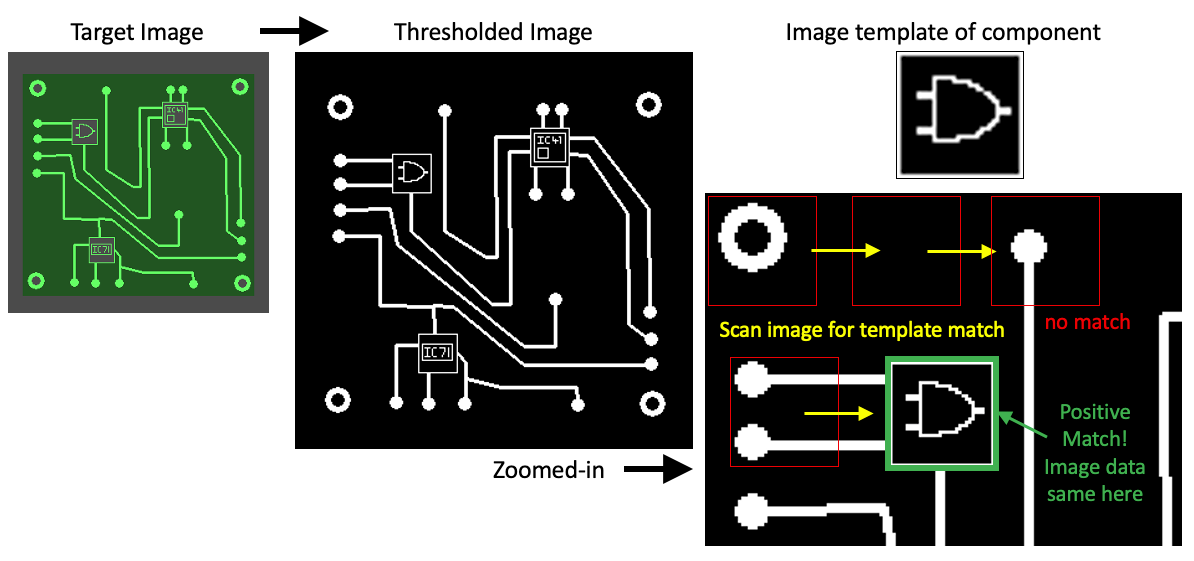 Target Image
Thresholded Image
Image template of component
IC41
IC71
IC41
IC71
Scan image for template match
no match
Positive
Match!
Image data
same here
Zoomed-in